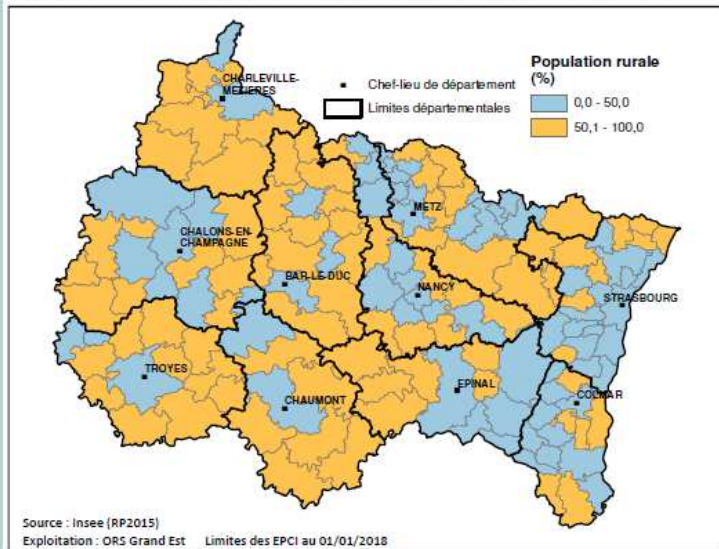 Population rurale
(%)
Chef-lieu de département
Limites départementales
0,0 - 50,0
50,1 - 100,0
CHARLEVILLE-
MEZIERES
METZ
CHALONS-EN-
CHAMPAGNE
BAR-LE-DUC
NANCY
STRASBOURG
TROYES
CHAUMONT
EPINAL
COLMAR
Source : Insee (RP2015)
Exploitation : ORS Grand Est Limites des EPCI au 01/01/2018